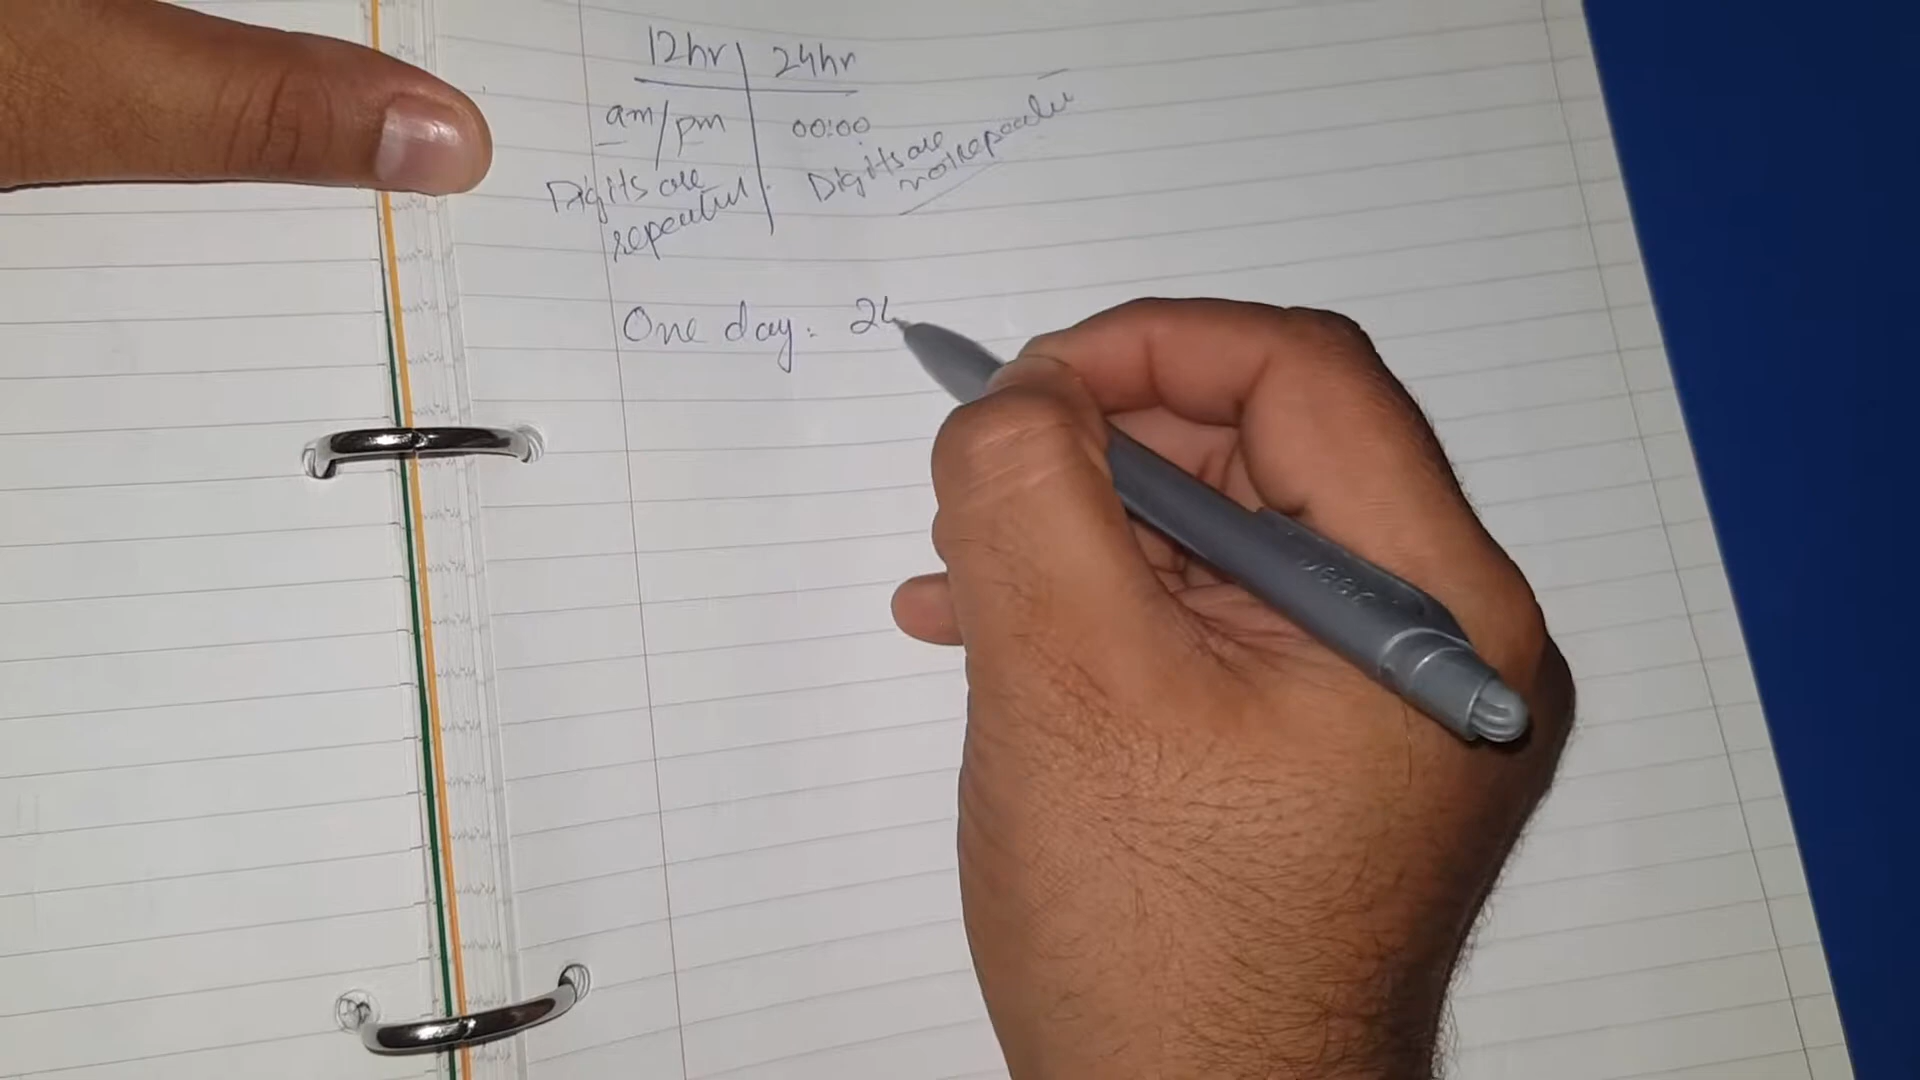 12hr 24hr
am/pm 00:00
Digits are Digits are
repeated not repeated
One day: 24